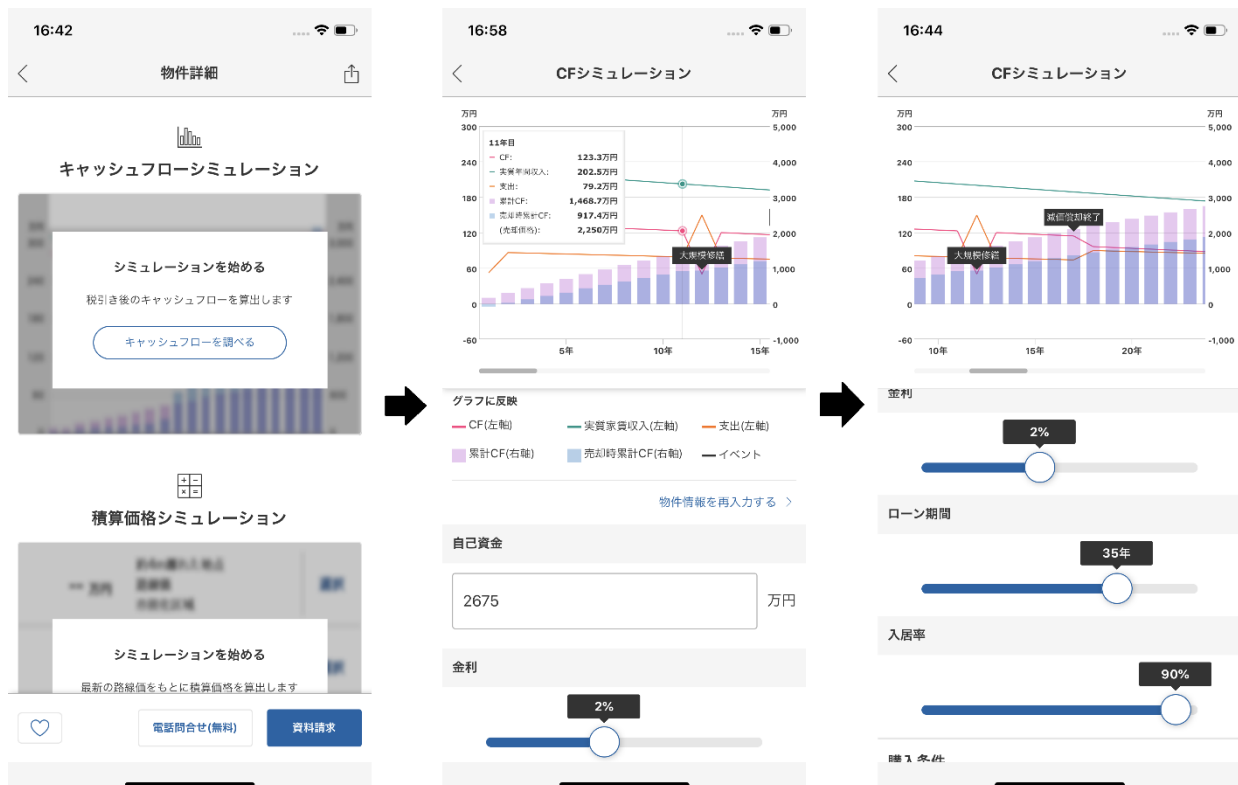 16:42
物件詳細
キャッシュフローシミュレーション
シミュレーションを始める
税引き後のキャッシュフローを算出します
キャッシュフローを調べる
積算価格シミュレーション
シミュレーションを始める
最新の路線価をもとに積算価格を算出します
電話問合せ(無料)
資料請求
16:58
CFシミュレーション
万円 万円
300 5,000
240 4,000
180 3,000
120 2,000
60 1,000
0 0
-60 -1,000
11年目
CF: 123.3万円
実質年間収入: 202.5万円
支出: 79.2万円
累計CF: 1,468.7万円
売却時累計CF: 917.4万円
(売却価格): 2,250万円
大規模修繕
5年 10年 15年
グラフに反映
CF(左軸) 実質家賃収入(左軸) 支出(左軸)
累計CF(右軸) 売却時累計CF(右軸) イベント
物件情報を再入力する
自己資金
2675 万円
金利
2%
16:44
CFシミュレーション
万円 万円
300 5,000
240 4,000
180 3,000
120 2,000
60 1,000
0 0
-60 -1,000
減価償却終了
大規模修繕
10年 15年 20年
金利
2%
ローン期間
35年
入居率
90%
購入条件